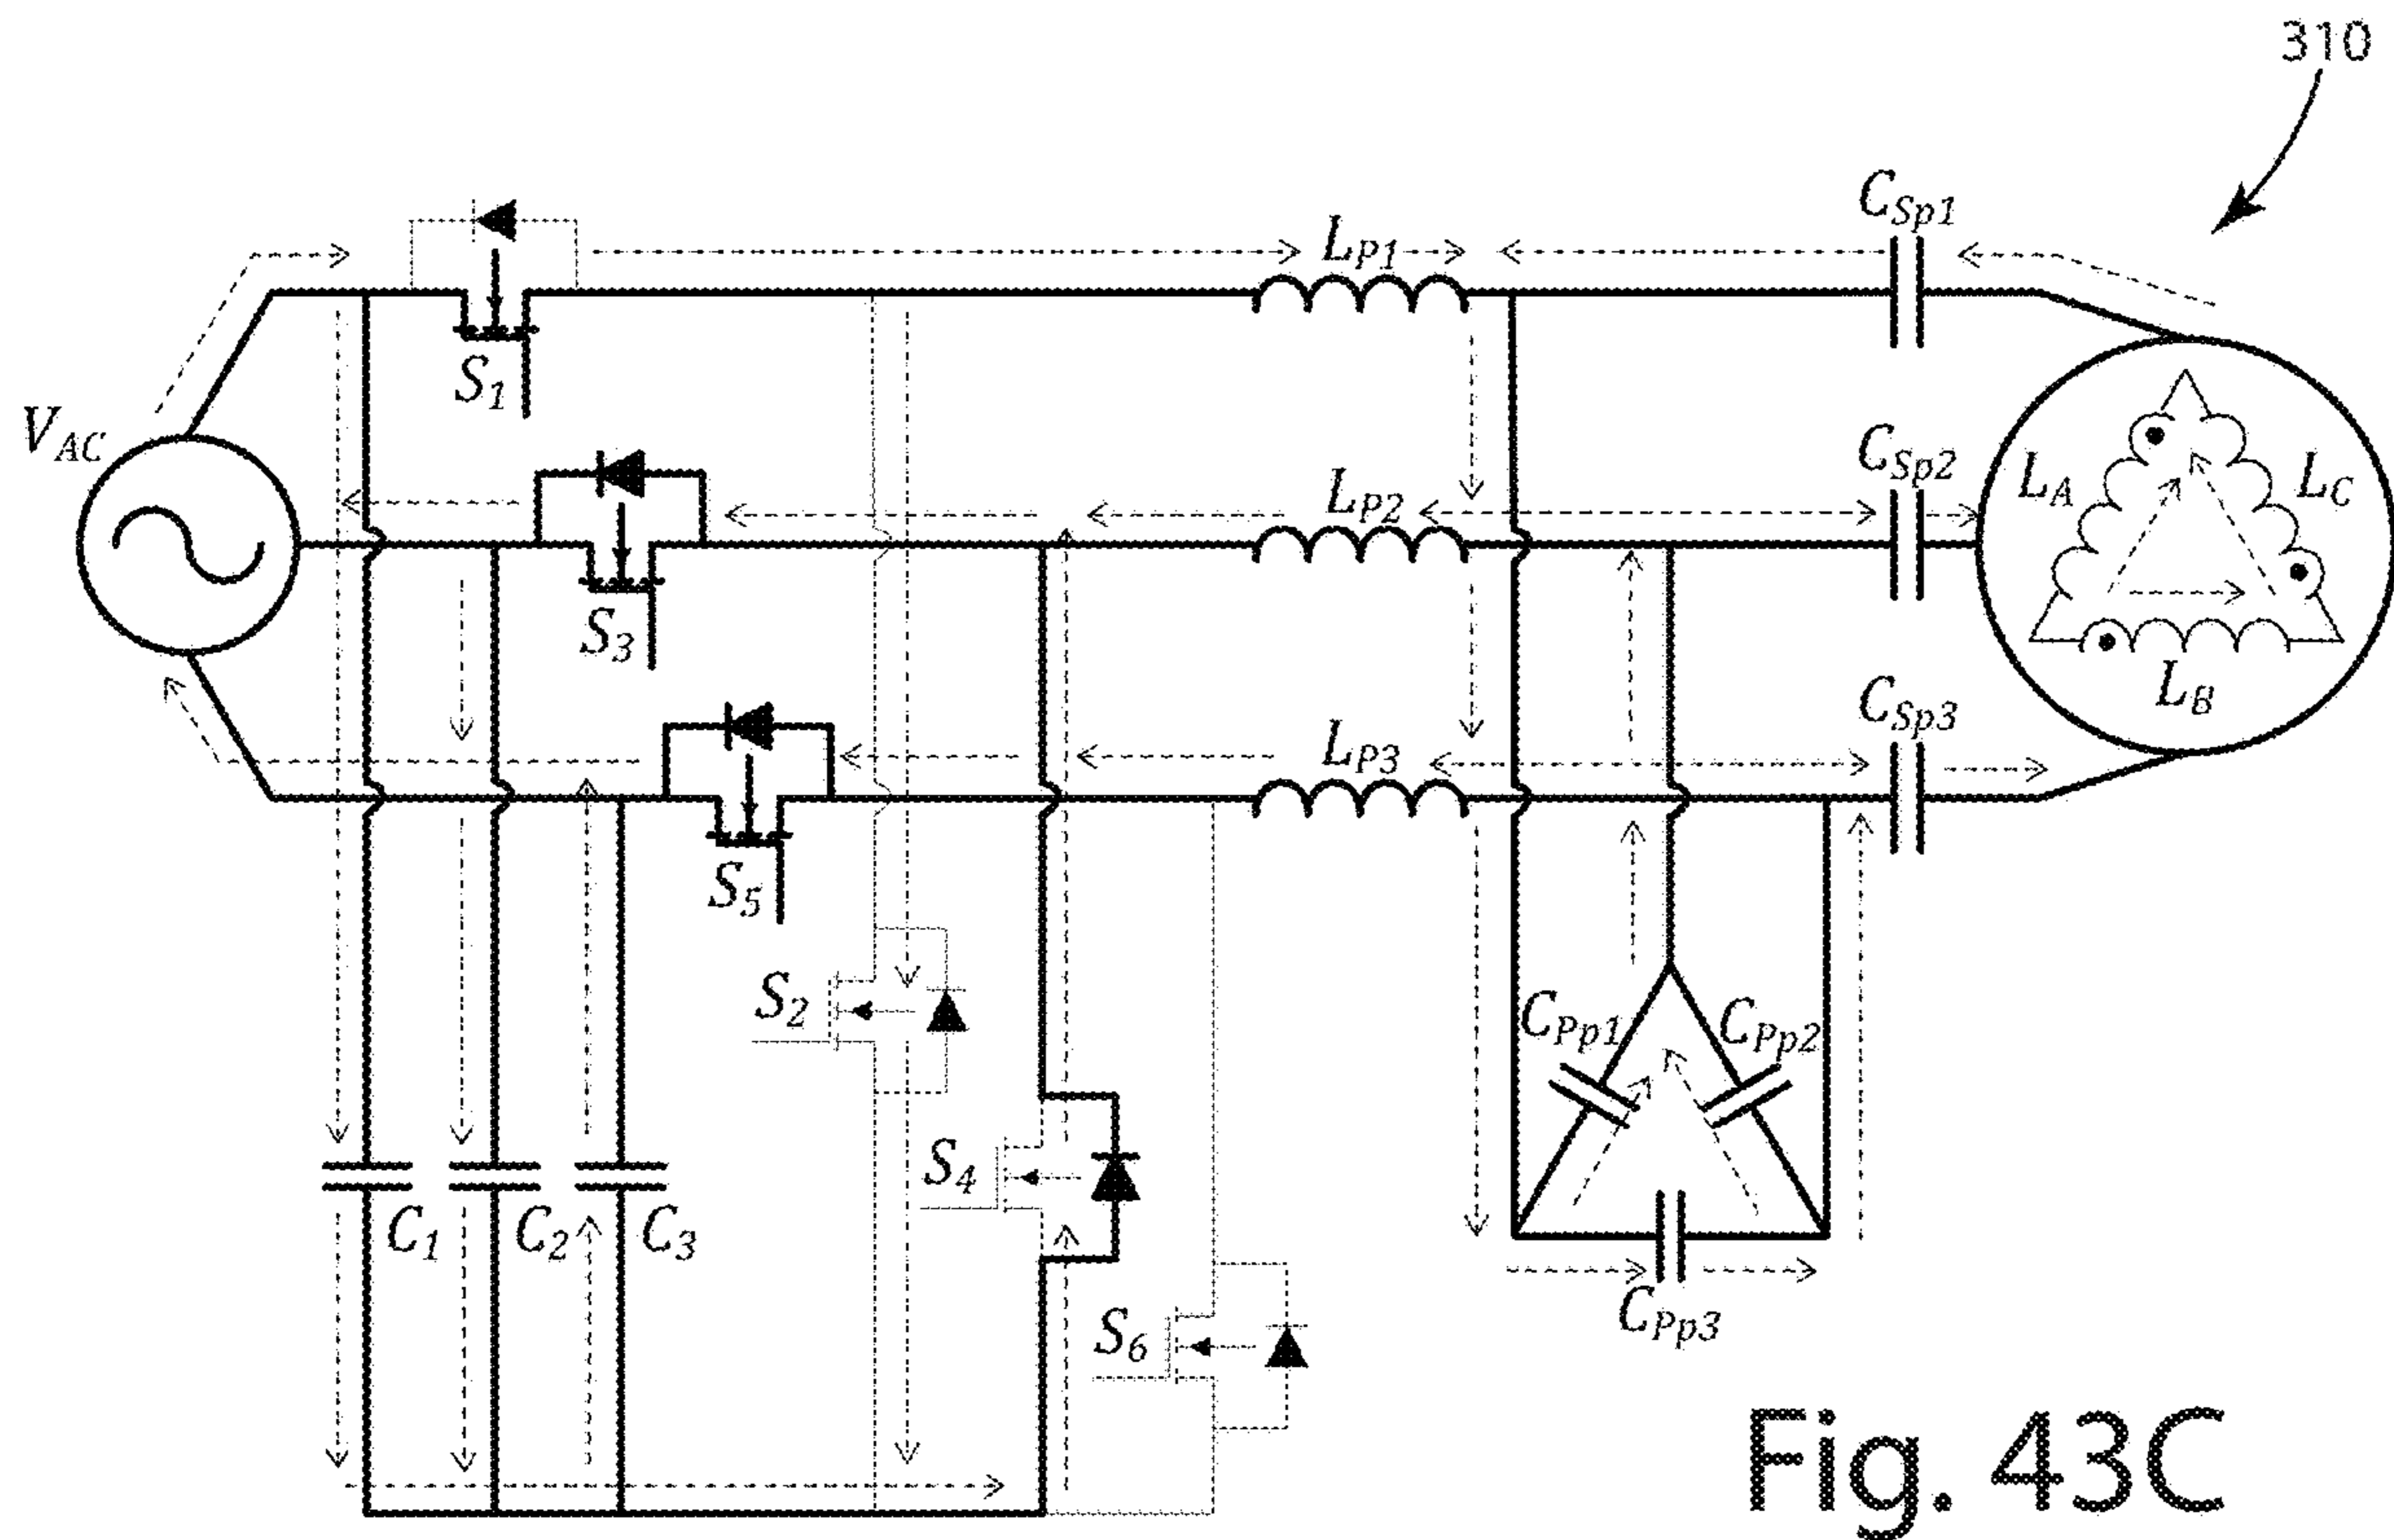 310
C_Sp1
L_P1
S_1
V_AC
C_Sp2
L_P2
L_A
L_C
S_3
L_B
C_Sp3
L_P3
S_5
S_2
C_Pp1
C_Pp2
S_4
C_1
C_2
C_3
S_6
C_Pp3
Fig. 43C